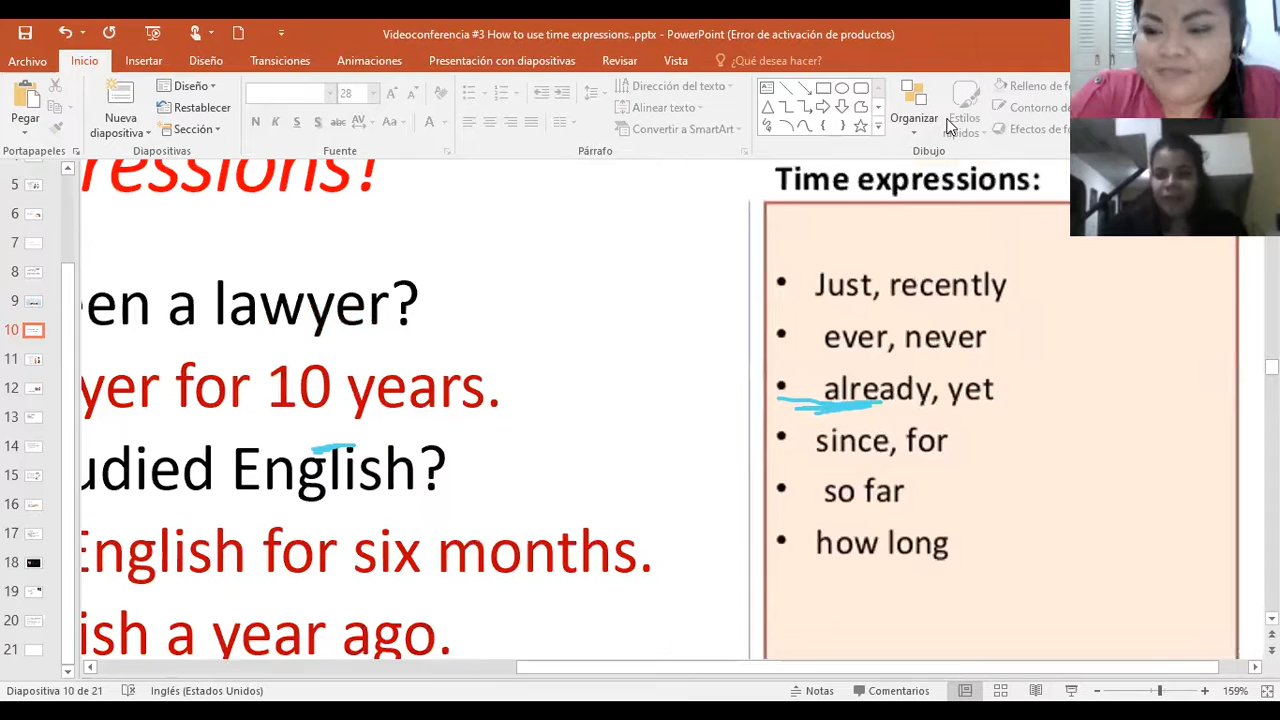 Videoconferencia #3 How to use time expressions..pptx - PowerPoint (Error de activación de productos)
Archivo Inicio Insertar Diseño Transiciones Animaciones Presentación con diapositivas Revisar Vista ¿Qué desea hacer?
Pegar
Nueva diapositiva
Diseño
Restablecer
Sección
28
N K S S abc AV Aa A
Dirección del texto
Alinear texto
Convertir a SmartArt
Organizar
Estilos
Relleno de
Contorno de
Efectos de fo
Portapapeles Diapositivas Fuente Párrafo Dibujo
5
6
7
8
9
10
11
12
13
14
15
16
17
18
19
20
21
ressions!
een a lawyer?
yer for 10 years.
udied English?
English for six months.
ish a year ago.
Time expressions:
• Just, recently
• ever, never
• already, yet
• since, for
• so far
• how long
Diapositiva 10 de 21 Inglés (Estados Unidos) Notas Comentarios 159%